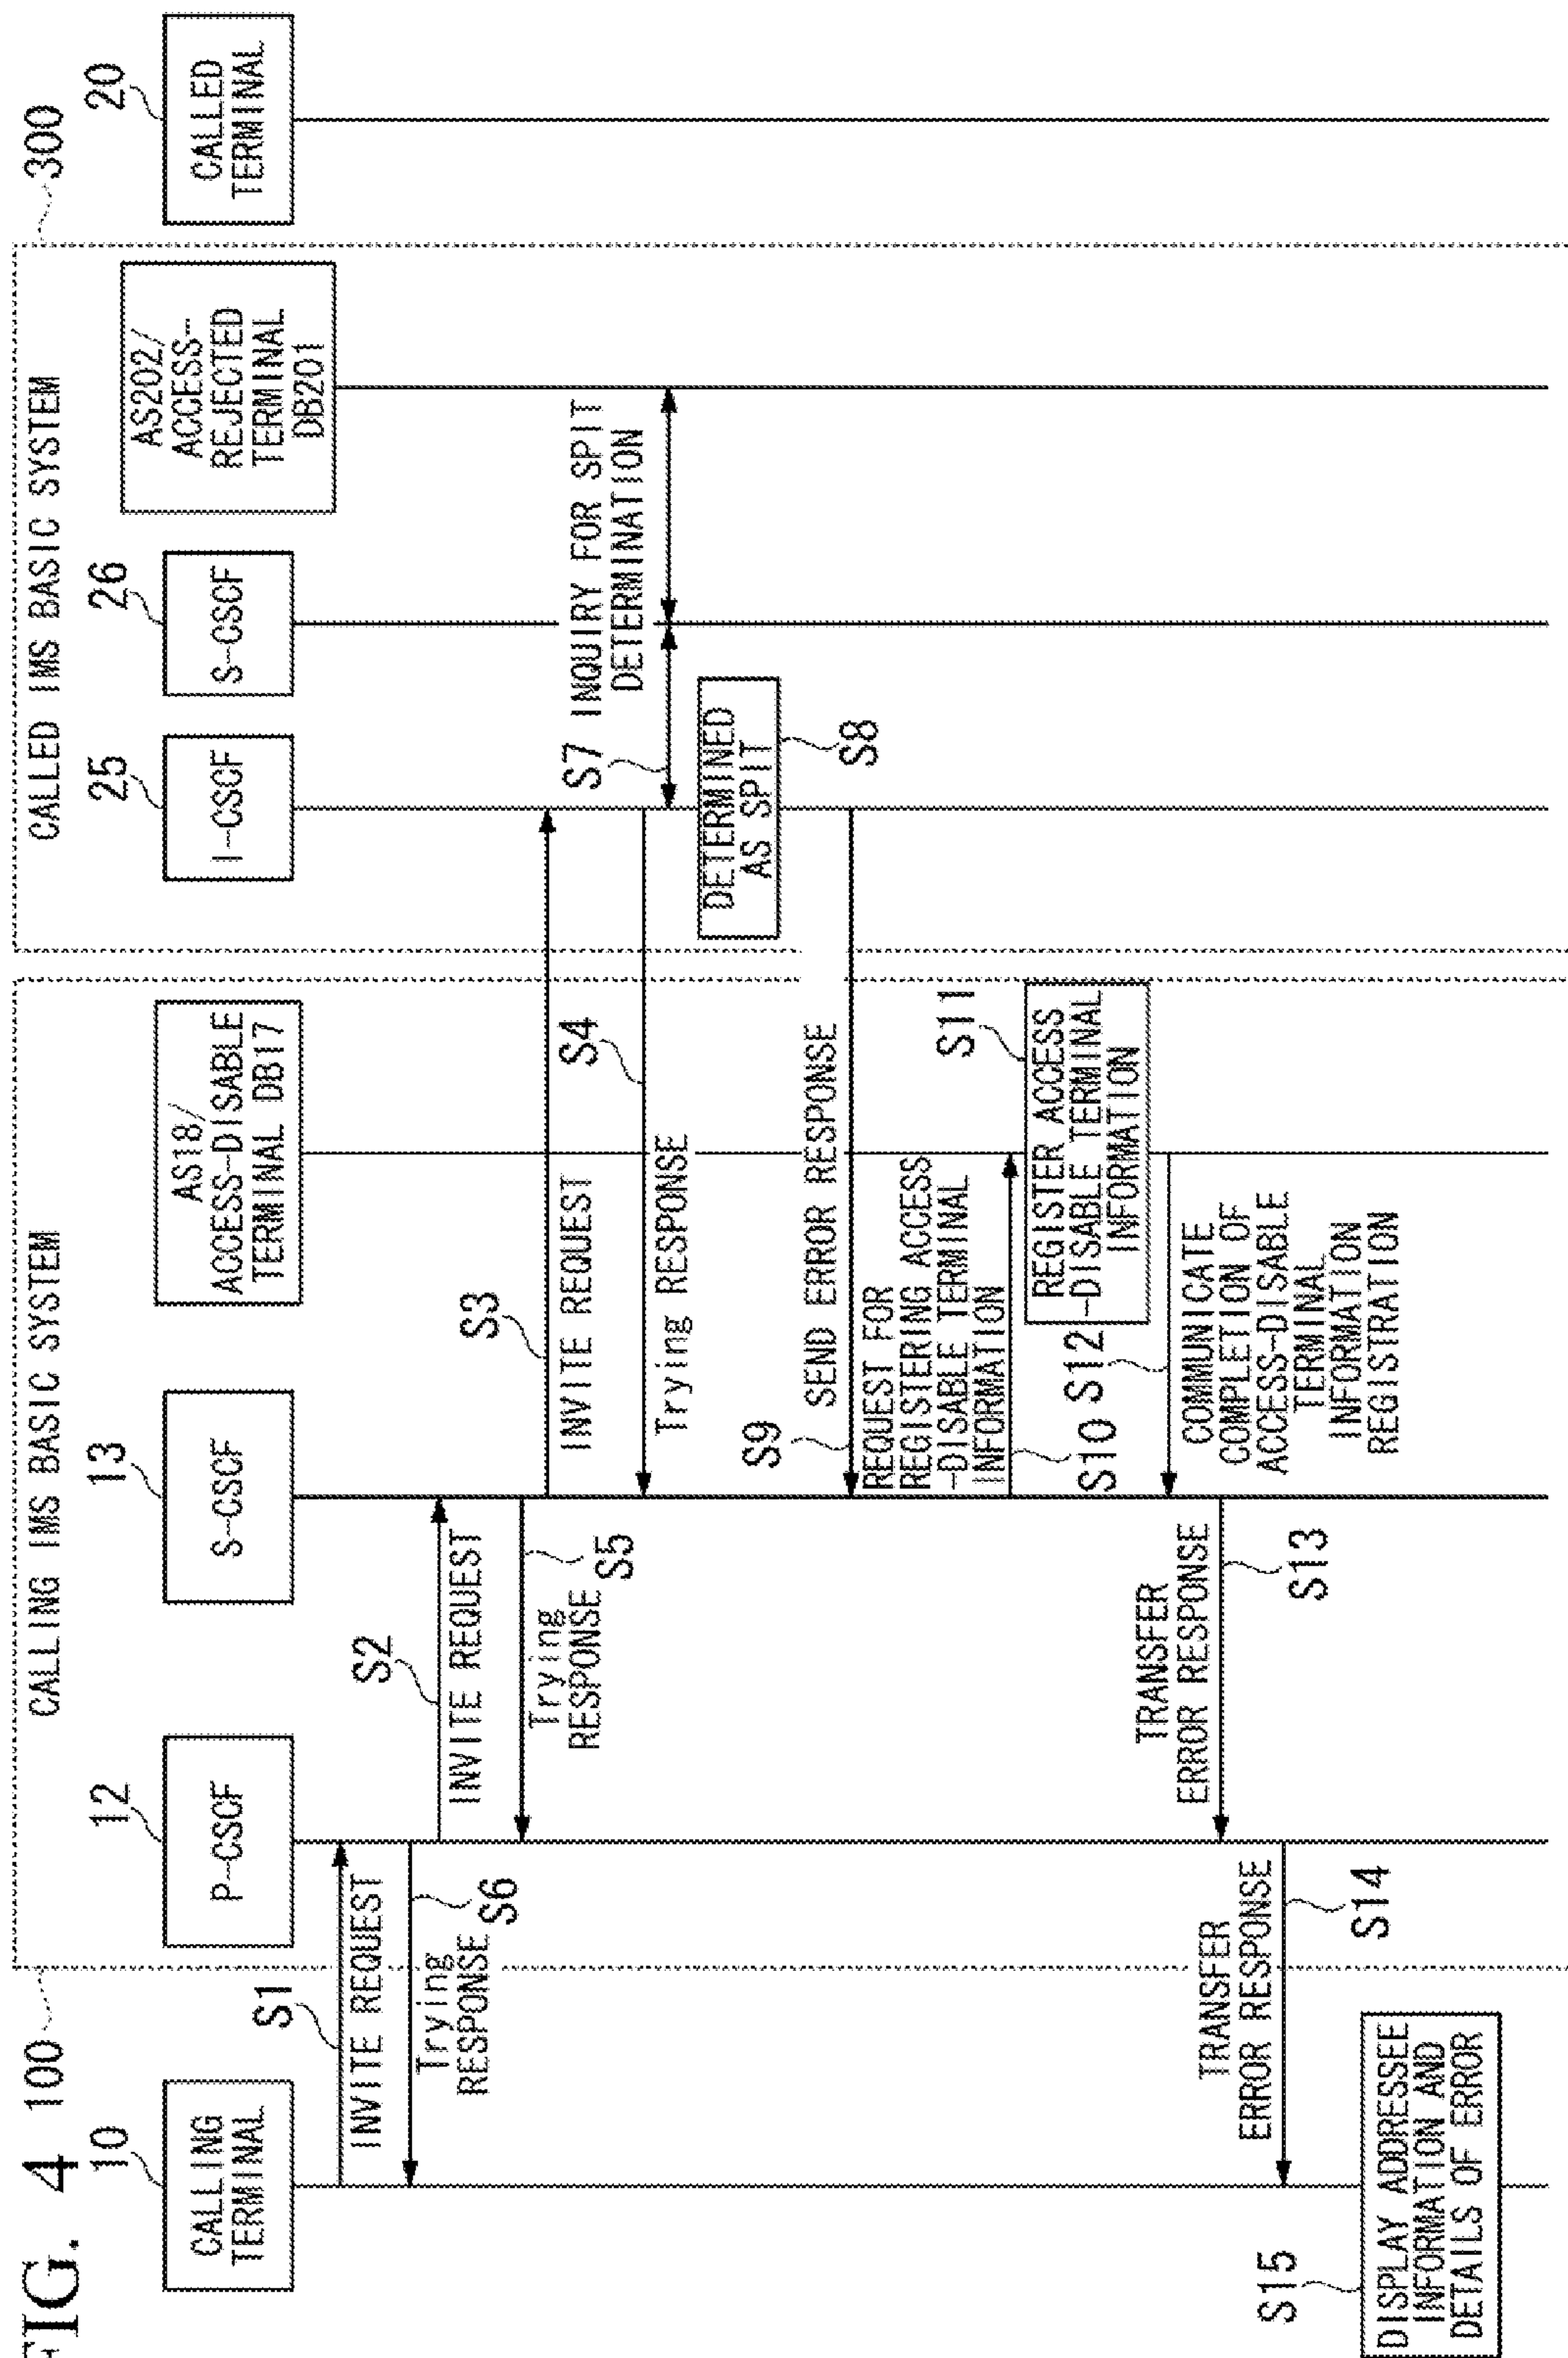 FIG. 4
100
CALLING IMS BASIC SYSTEM
CALLED IMS BASIC SYSTEM
300
10
12
13
25
26
20
CALLING
TERMINAL
P-CSCF
S-CSCF
AS18/
ACCESS-DISABLE
TERMINAL DB17
I-CSCF
S-CSCF
AS202/
ACCESS-
REJECTED
TERMINAL
DB201
CALLED
TERMINAL
S1
INVITE REQUEST
S6
Trying
RESPONSE
S2
INVITE REQUEST
S5
Trying
RESPONSE
S3
INVITE REQUEST
S4
Trying RESPONSE
S7
INQUIRY FOR SPIT
DETERMINATION
DETERMINED
AS SPIT
S8
SEND ERROR RESPONSE
S9
REQUEST FOR
REGISTERING ACCESS
-DISABLE TERMINAL
INFORMATION
S10
S11
REGISTER ACCESS
-DISABLE TERMINAL
INFORMATION
S12
COMMUNICATE
COMPLETION OF
ACCESS-DISABLE
TERMINAL
INFORMATION
REGISTRATION
TRANSFER
ERROR RESPONSE
S13
TRANSFER
ERROR RESPONSE
S14
S15
DISPLAY ADDRESSEE
INFORMATION AND
DETAILS OF ERROR